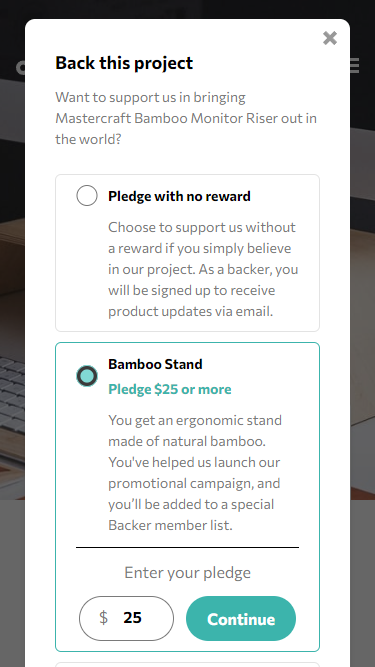 Back this project
Want to support us in bringing
Mastercraft Bamboo Monitor Riser out in
the world?
Pledge with no reward
Choose to support us without
a reward if you simply believe
in our project. As a backer, you
will be signed up to receive
product updates via email.
Bamboo Stand
Pledge $25 or more
You get an ergonomic stand
made of natural bamboo.
You've helped us launch our
promotional campaign, and
you’ll be added to a special
Backer member list.
Enter your pledge
$ 25
Continue